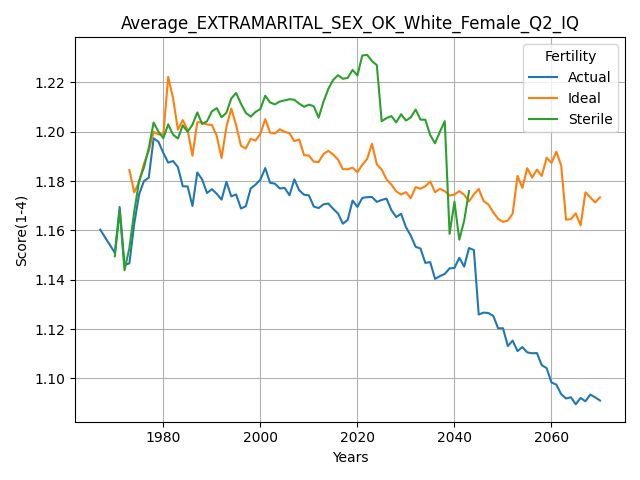 Average_EXTRAMARITAL_SEX_OK_White_Female_Q2_IQ
Fertility
Actual
Ideal
Sterile
Score(1-4)
1.22
1.20
1.18
1.16
1.14
1.12
1.10
1980 2000 2020 2040 2060
Years